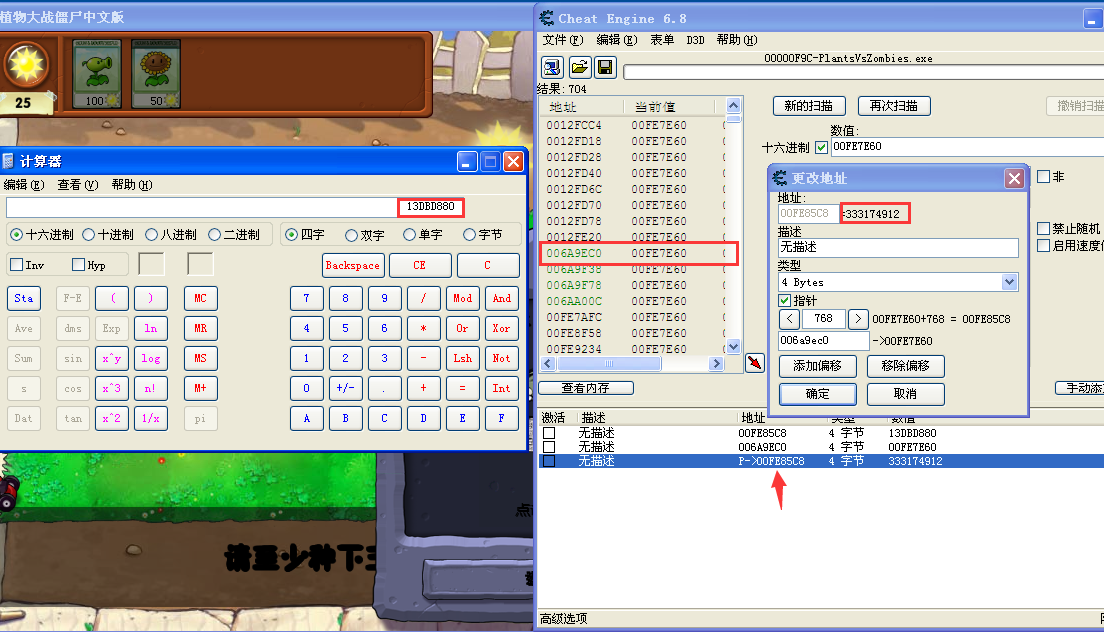 植物大战僵尸中文版
25
100
50
计算器
编辑(E) 查看(V) 帮助(H)
13DBD880
十六进制 十进制 八进制 二进制 四字 双字 单字 字节
Inv Hyp Backspace CE C
Sta F-E ( ) MC 7 8 9 / Mod And
Ave dms Exp ln MR 4 5 6 * Or Xor
Sum sin x^y log MS 1 2 3 - Lsh Not
s cos x^3 n! M+ 0 +/- . + = Int
Dat tan x^2 1/x pi A B C D E F
请至少种下
Cheat Engine 6.8
文件(F) 编辑(E) 表单 D3D 帮助(H)
00000F9C-PlantsVsZombies.exe
结果: 704
地址 当前值
0012FCC4 00FE7E60
0012FD18 00FE7E60
0012FD28 00FE7E60
0012FD40 00FE7E60
0012FD6C 00FE7E60
0012FD70 00FE7E60
0012FD78 00FE7E60
0012FE20 00FE7E60
006A9EC0 00FE7E60
006A9F38 00FE7E60
006A9F78 00FE7E60
006AA00C 00FE7E60
00FE7AFC 00FE7E60
00FE8F58 00FE7E60
00FE9234 00FE7E60
新的扫描 再次扫描 撤销扫描
数值:
十六进制 00FE7E60
非
禁止随机
启用速度
更改地址
地址:
00FE85C8 =333174912
描述
无描述
类型
4 Bytes
指针
< 768 > 00FE7E60+768 = 00FE85C8
006a9ec0 ->00FE7E60
添加偏移 移除偏移
确定 取消
查看内存 手动添
激活 描述 地址 类型 数值
无描述 00FE85C8 4 字节 13DBD880
无描述 006A9EC0 4 字节 00FE7E60
无描述 P->00FE85C8 4 字节 333174912
高级选项